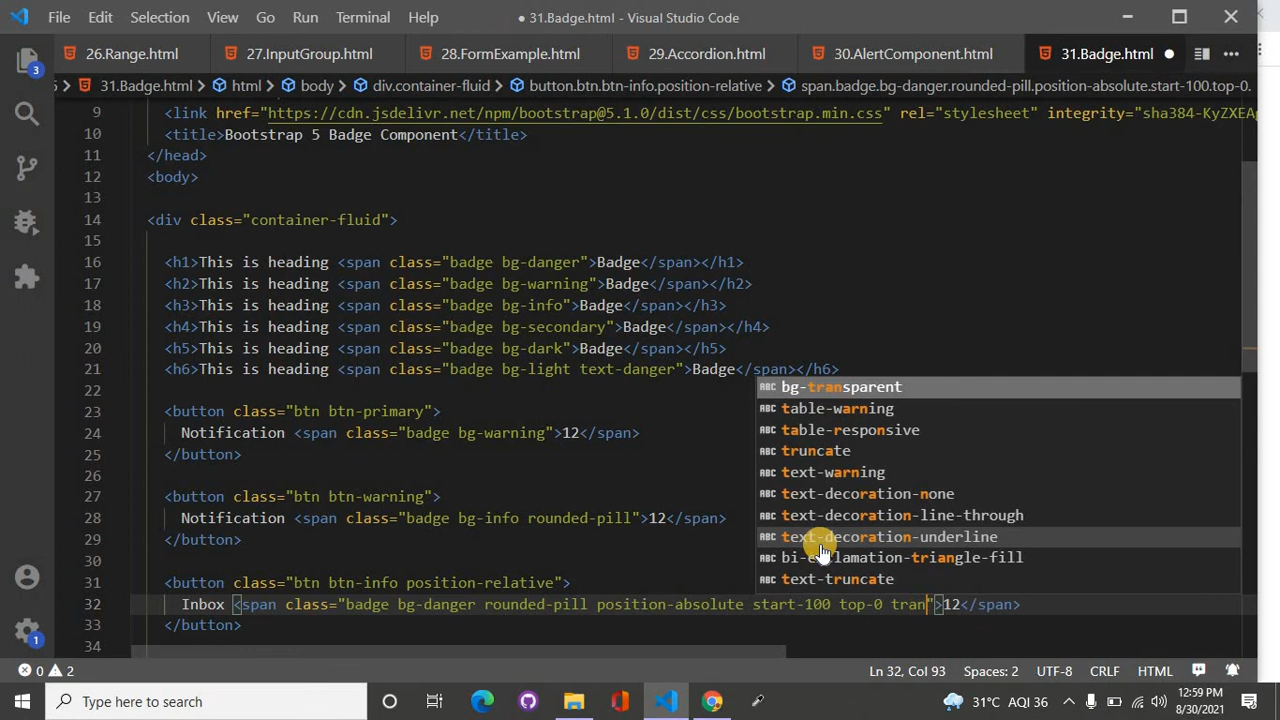 File Edit Selection View Go Run Terminal Help ● 31.Badge.html - Visual Studio Code
26.Range.html 27.InputGroup.html 28.FormExample.html 29.Accordion.html 30.AlertComponent.html 31.Badge.html ●
5 > 31.Badge.html > html > body > div.container-fluid > button.btn.btn-info.position-relative > span.badge.bg-danger.rounded-pill.position-absolute.start-100.top-0.
9 <link href="https://cdn.jsdelivr.net/npm/bootstrap@5.1.0/dist/css/bootstrap.min.css" rel="stylesheet" integrity="sha384-KyZXEA
10 <title>Bootstrap 5 Badge Component</title>
11 </head>
12 <body>
13
14 <div class="container-fluid">
15
16 <h1>This is heading <span class="badge bg-danger">Badge</span></h1>
17 <h2>This is heading <span class="badge bg-warning">Badge</span></h2>
18 <h3>This is heading <span class="badge bg-info">Badge</span></h3>
19 <h4>This is heading <span class="badge bg-secondary">Badge</span></h4>
20 <h5>This is heading <span class="badge bg-dark">Badge</span></h5>
21 <h6>This is heading <span class="badge bg-light text-danger">Badge</span></h6>
22
23 <button class="btn btn-primary">
24 Notification <span class="badge bg-warning">12</span>
25 </button>
26
27 <button class="btn btn-warning">
28 Notification <span class="badge bg-info rounded-pill">12</span>
29 </button>
30
31 <button class="btn btn-info position-relative">
32 Inbox <span class="badge bg-danger rounded-pill position-absolute start-100 top-0 tran">12</span>
33 </button>
34
abc bg-transparent
abc table-warning
abc table-responsive
abc truncate
abc text-warning
abc text-decoration-none
abc text-decoration-line-through
abc text-decoration-underline
abc bi-exclamation-triangle-fill
abc text-truncate
3
1
0 2 Ln 32, Col 93 Spaces: 2 UTF-8 CRLF HTML
Type here to search 31°C AQI 36 12:59 PM
8/30/2021